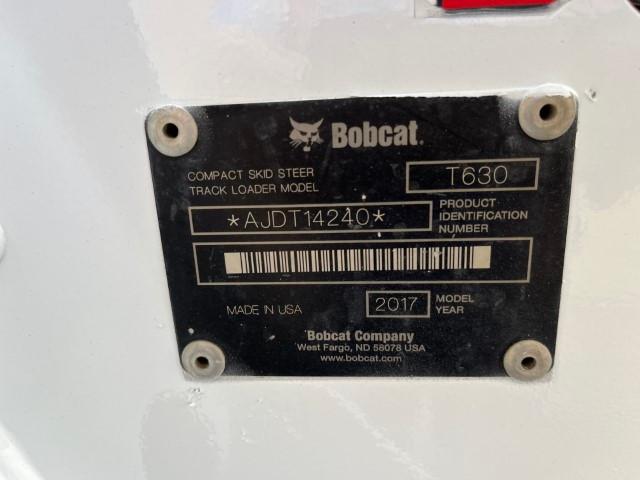 Bobcat.
COMPACT SKID STEER
TRACK LOADER MODEL
T630
*AJDT14240*
PRODUCT
IDENTIFICATION
NUMBER
MADE IN USA
2017
MODEL
YEAR
Bobcat Company
West Fargo, ND 58078 USA
www.bobcat.com